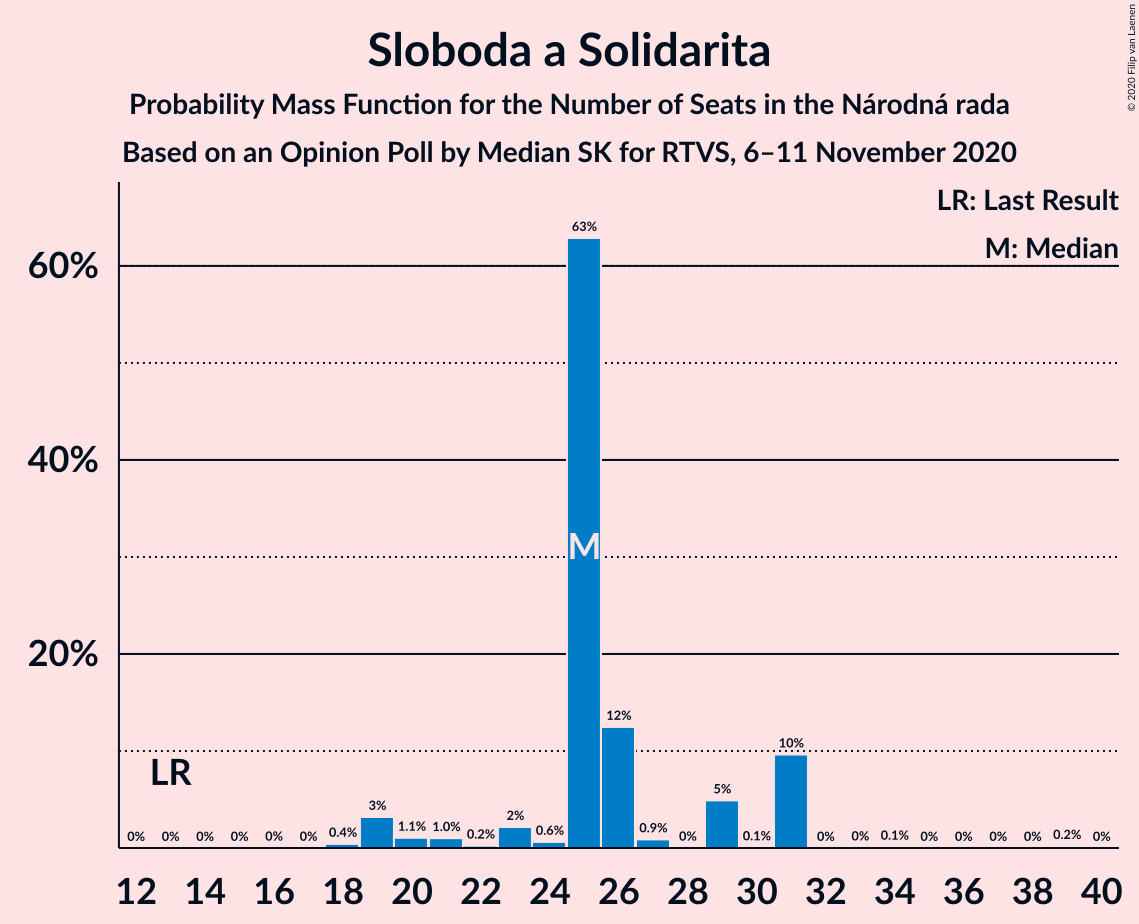 Sloboda a Solidarita
Probability Mass Function for the Number of Seats in the Národná rada
Based on an Opinion Poll by Median SK for RTVS, 6–11 November 2020
© 2020 Filip van Laenen
LR: Last Result
M: Median
60%
40%
20%
63%
M
LR
0% 0% 0% 0% 0% 0% 0.4% 3% 1.1% 1.0% 0.2% 2% 0.6% 12% 0.9% 0% 5% 0.1% 10% 0% 0% 0.1% 0% 0% 0% 0% 0.2% 0%
12 14 16 18 20 22 24 26 28 30 32 34 36 38 40